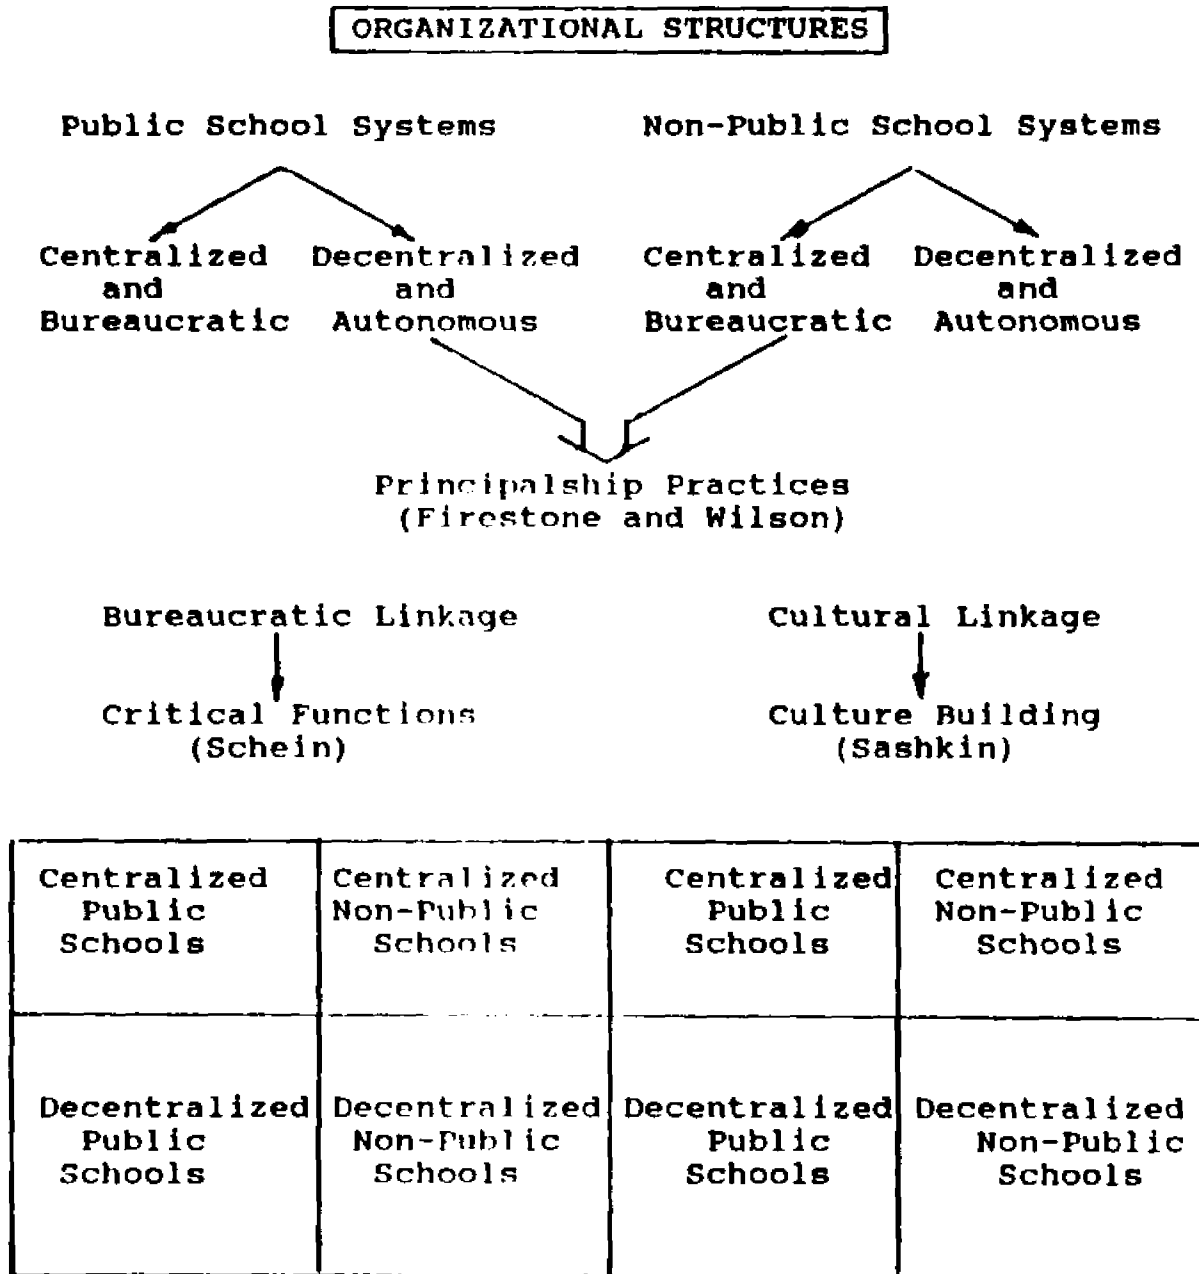 ORGANIZATIONAL STRUCTURES
Public School Systems
Non-Public School Systems
Centralized and Bureaucratic
Decentralized and Autonomous
Centralized and Bureaucratic
Decentralized and Autonomous
Principalship Practices
(Firestone and Wilson)
Bureaucratic Linkage
Cultural Linkage
Critical Functions
(Schein)
Culture Building
(Sashkin)
Centralized
Public
Schools
Centralized
Non-Public
Schools
Centralized
Public
Schools
Centralized
Non-Public
Schools
Decentralized
Public
Schools
Decentralized
Non-Public
Schools
Decentralized
Public
Schools
Decentralized
Non-Public
Schools